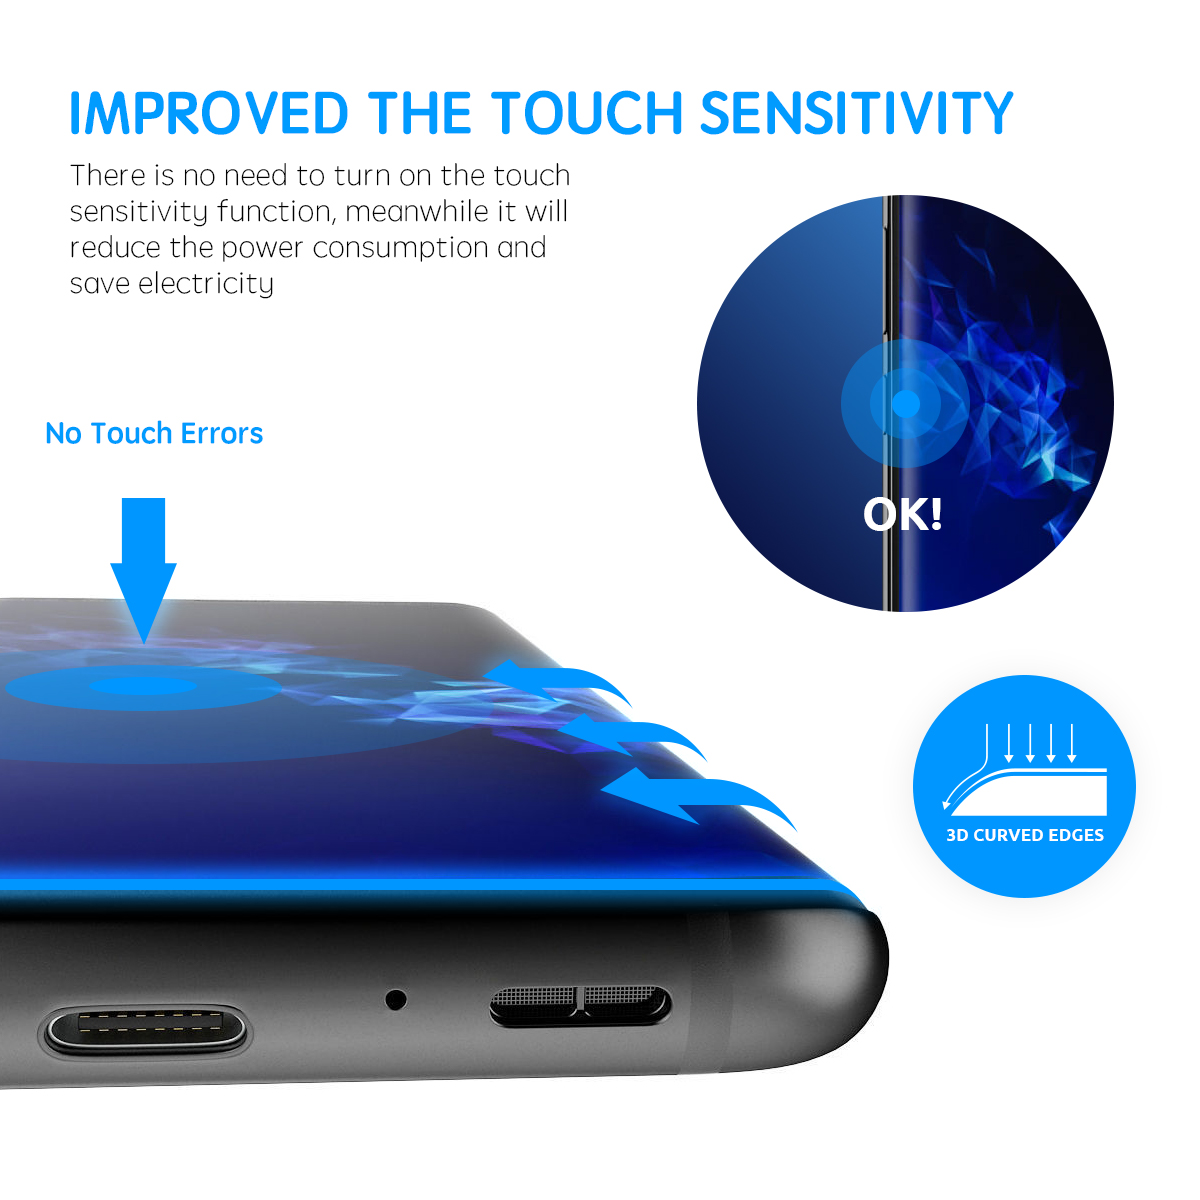 IMPROVED THE TOUCH SENSITIVITY
There is no need to turn on the touch
sensitivity function, meanwhile it will
reduce the power consumption and
save electricity
No Touch Errors
OK!
3D CURVED EDGES